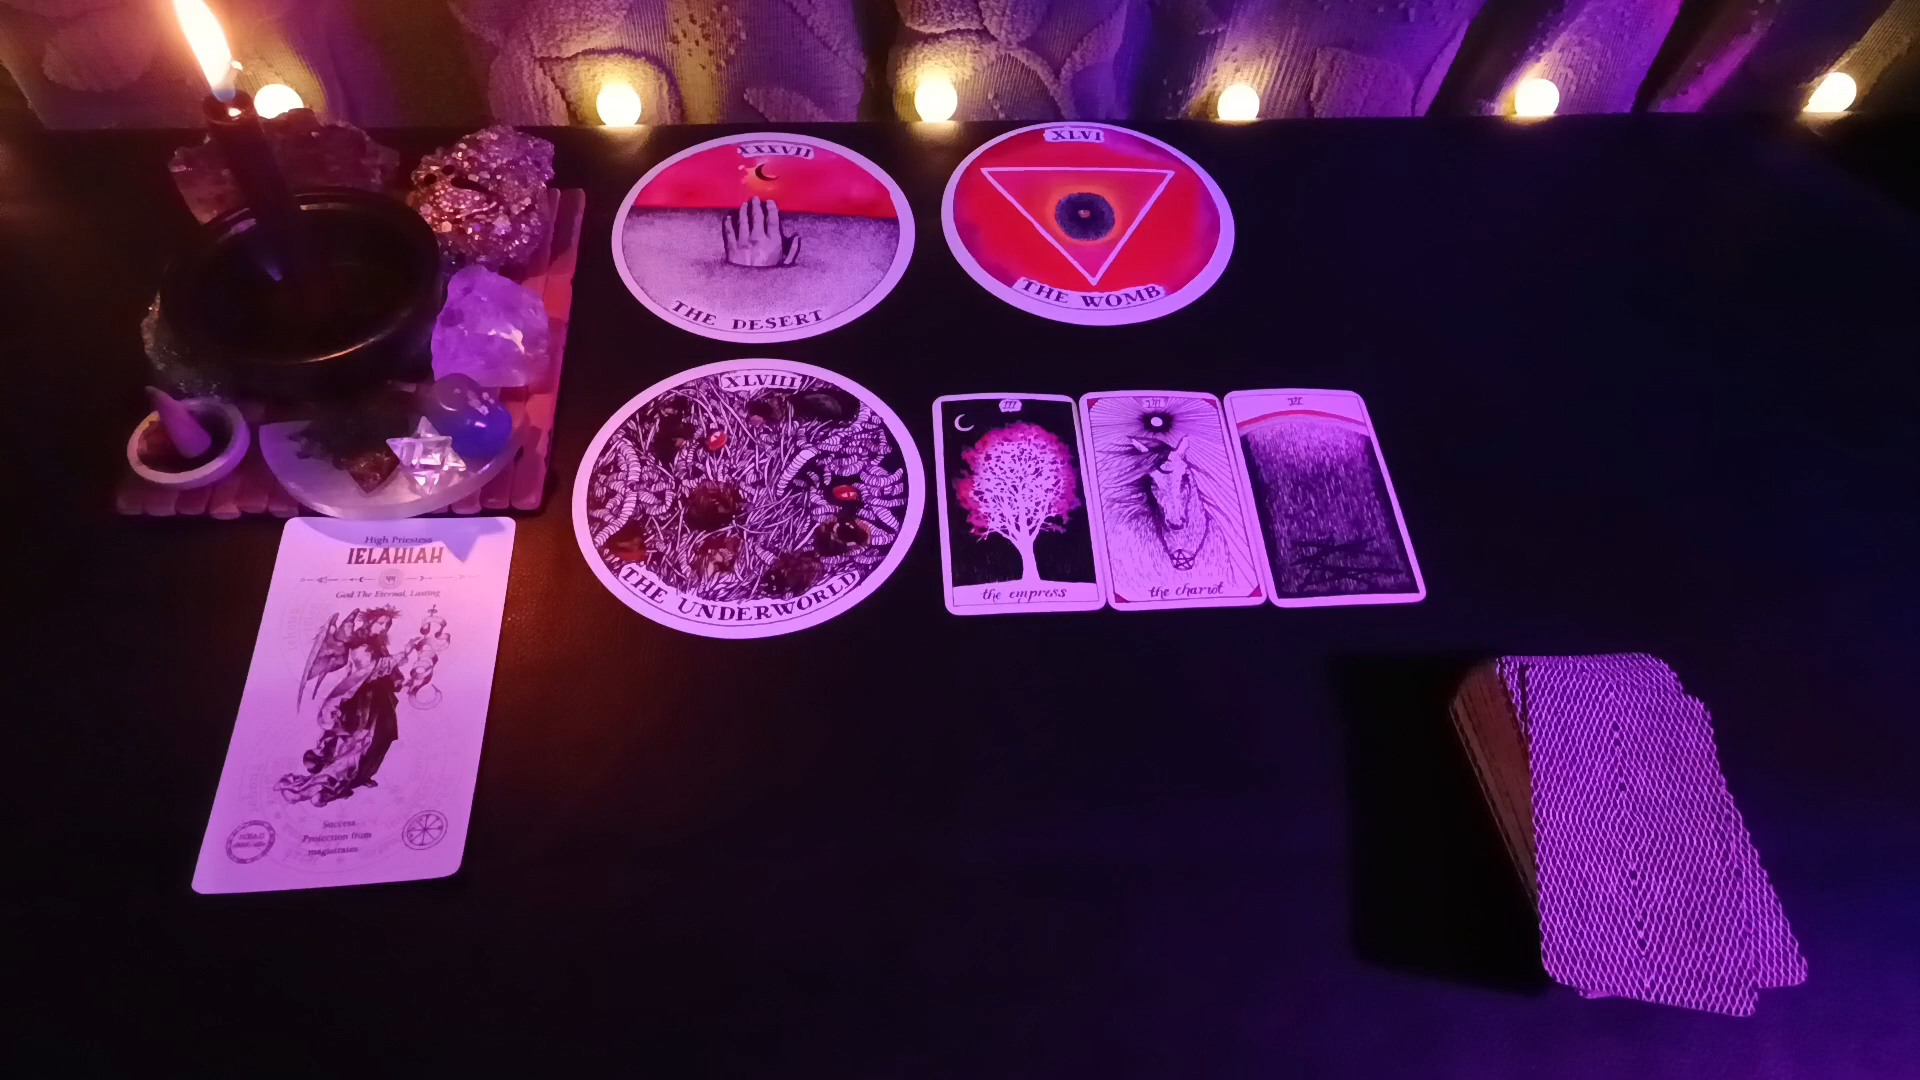 XXXVII
THE DESERT
XLVI
THE WOMB
XLVIII
THE UNDERWORLD
III
the empress
VII
the chariot
VI
High Priestess
IELAHIAH
God The Eternal, Lasting
Success
Protection from
magistrates